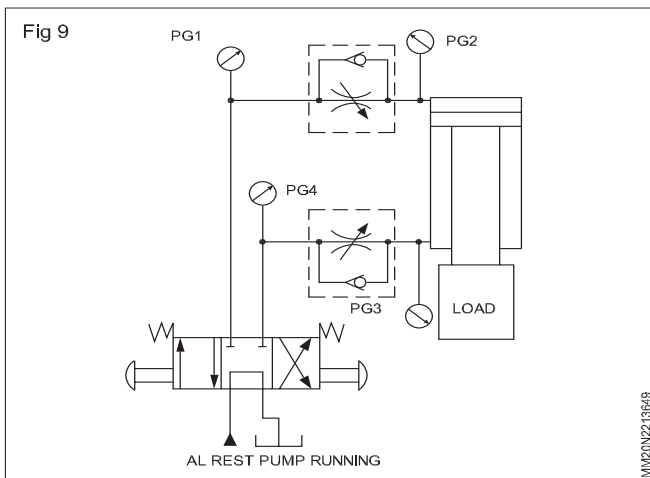 Fig 9
PG1
PG2
PG4
PG3
LOAD
AL REST PUMP RUNNING
MM20N2213649